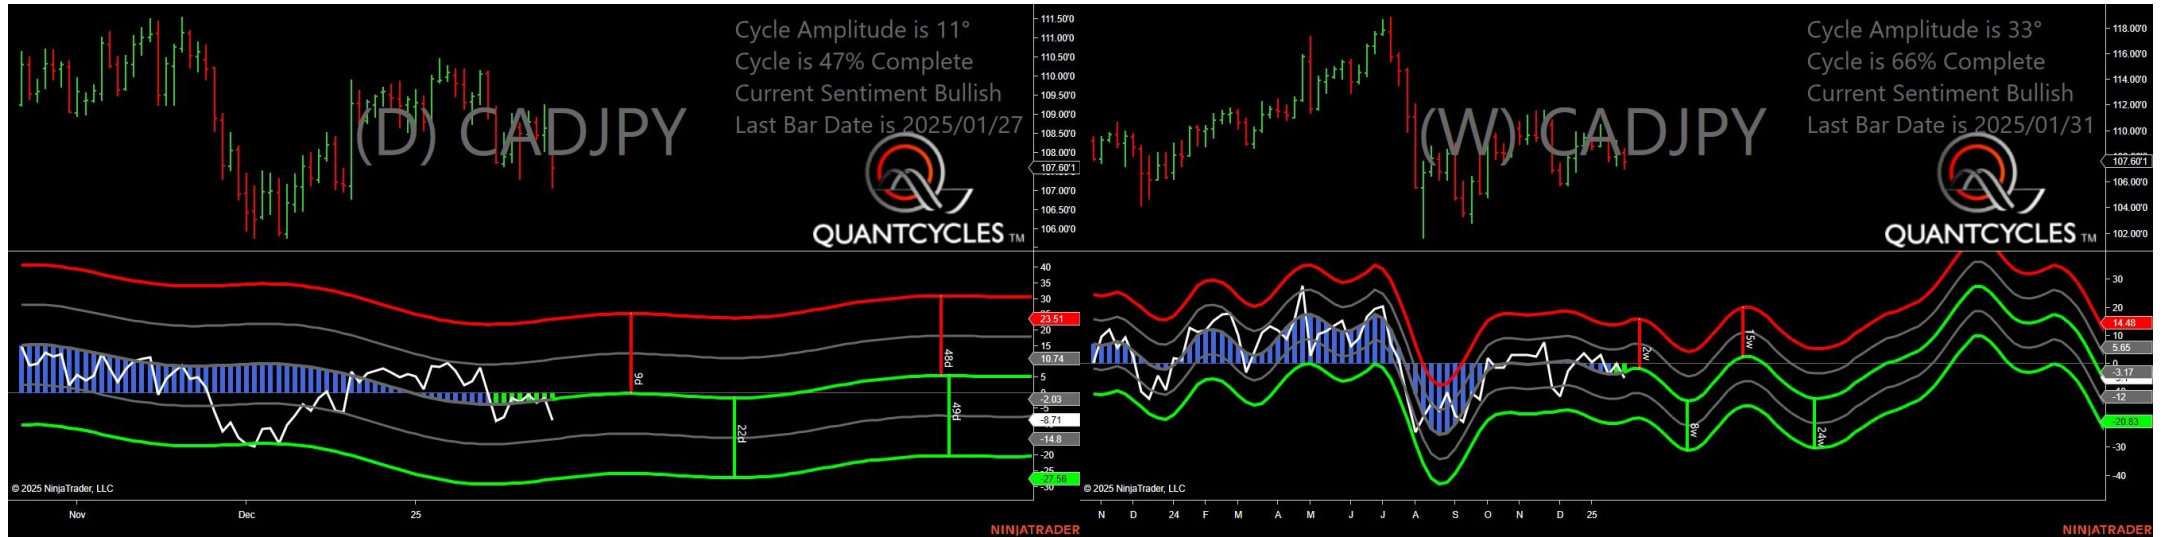 Cycle Amplitude is 11°
Cycle is 47% Complete
Current Sentiment Bullish
Last Bar Date is 2025/01/27
(D) CADJPY
QUANTCYCLES TM
111.50'0
111.00'0
110.50'0
110.00'0
109.50'0
109.00'0
108.50'0
108.00'0
107.60'1
107.00'0
106.50'0
106.00'0
40
35
30
23.51
20
15
10.74
5
0
-2.03
-5
-8.71
-14.8
-20
-25
-27.56
-30
9d
22d
48d
49d
© 2025 NinjaTrader, LLC
Nov
Dec
25
NINJATRADER
Cycle Amplitude is 33°
Cycle is 66% Complete
Current Sentiment Bullish
Last Bar Date is 2025/01/31
(W) CADJPY
QUANTCYCLES TM
118.00'0
116.00'0
114.00'0
112.00'0
110.00'0
107.60'1
106.00'0
104.00'0
102.00'0
30
20
14.48
10
5.65
0
-3.17
-12
-20.83
-30
-40
2w
8w
15w
24w
© 2025 NinjaTrader, LLC
N D 24 F M A M J J A S O N D 25
NINJATRADER